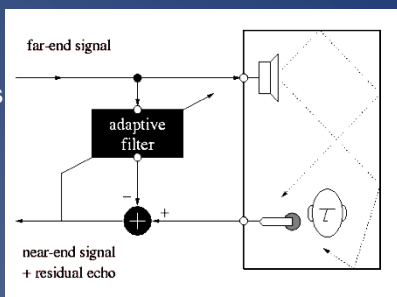 far-end signal
s
adaptive
filter
−
+
+
near-end signal
+ residual echo